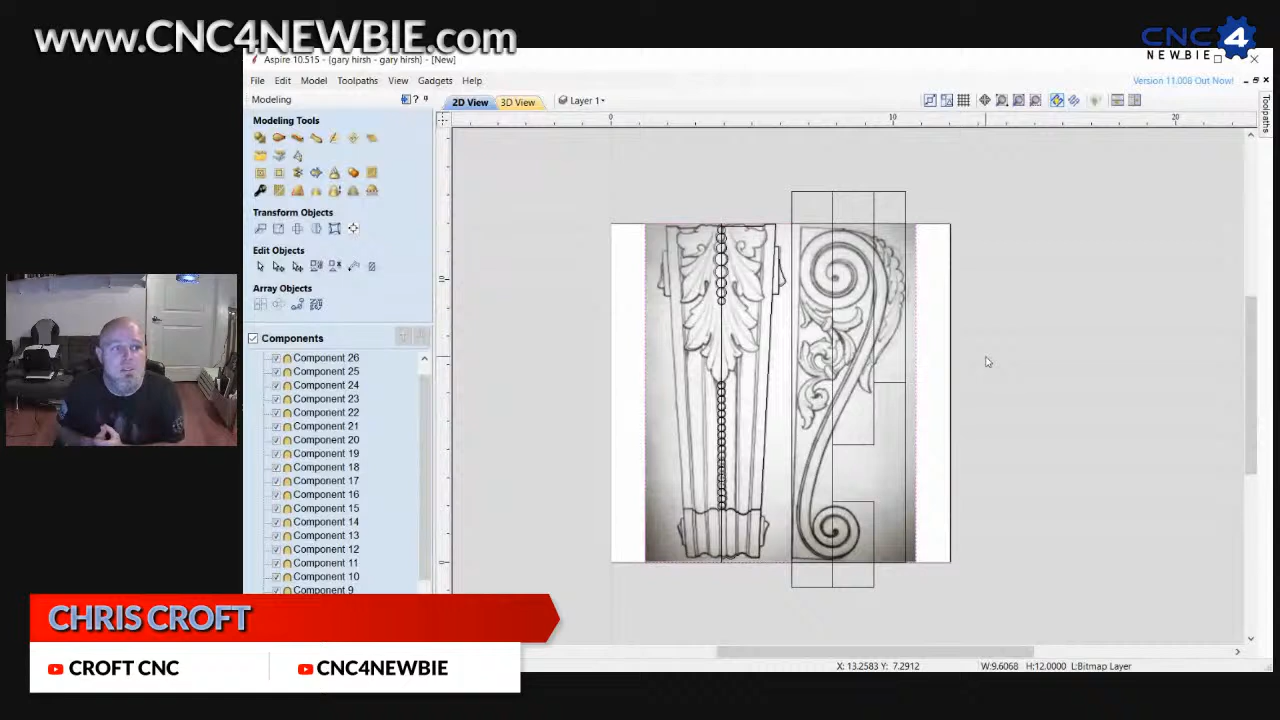 www.CNC4NEWBIE.com
CNC 4
NEWBIE
Aspire 10.515 - {gary hirsh - gary hirsh} - [New]
File Edit Model Toolpaths View Gadgets Help
Version 11.008 Out Now!
Modeling
2D View 3D View Layer 1
Toolpaths
Modeling Tools
0 10 20
Transform Objects
Edit Objects
Array Objects
Components
Component 26
Component 25
Component 24
Component 23
Component 22
Component 21
Component 20
Component 19
Component 18
Component 17
Component 16
Component 15
Component 14
Component 13
Component 12
Component 11
Component 10
Component 9
CHRIS CROFT
CROFT CNC CNC4NEWBIE
X: 13.2583 Y: 7.2912 W:9.6068 H:12.0000 L:Bitmap Layer